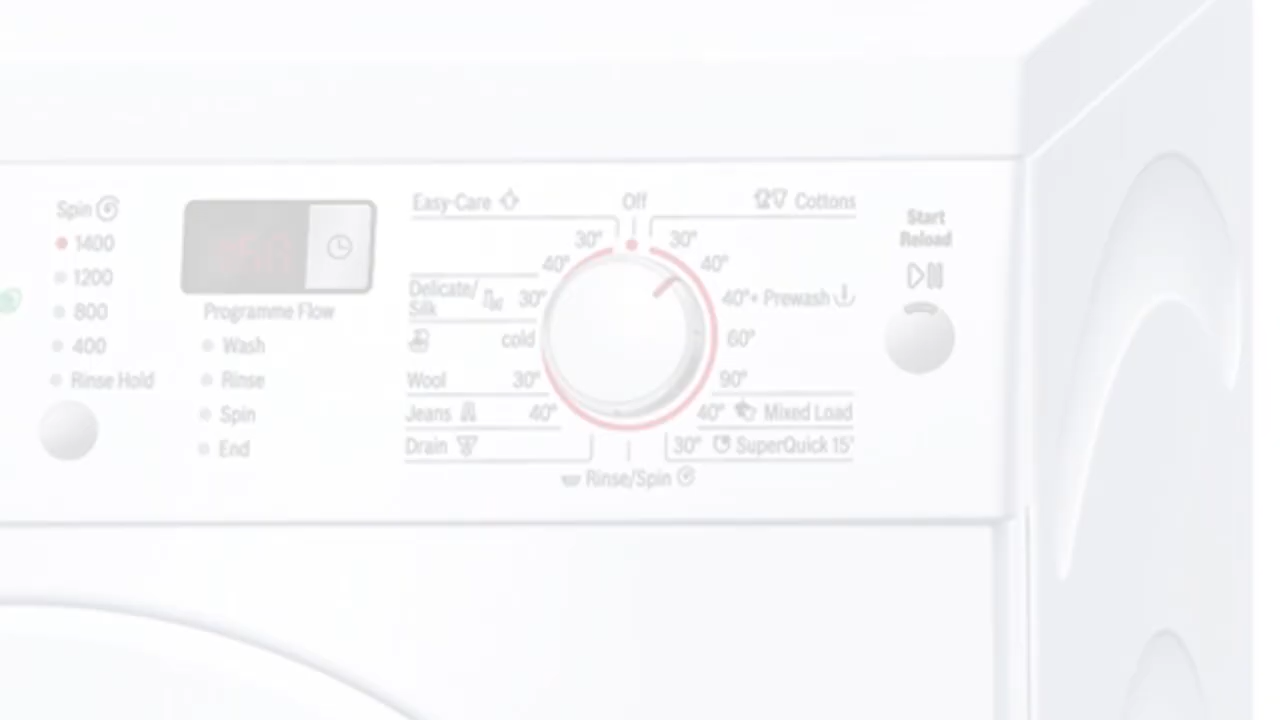 Spin
1400
1200
800
400
Rinse Hold
Programme Flow
Wash
Rinse
Spin
End
Easy-Care
30°
40°
Delicate/
Silk
30°
cold
Wool 30°
Jeans 40°
Drain
Off
Cottons
30°
40°
40°+ Prewash
60°
90°
40° Mixed Load
30° SuperQuick 15'
Rinse/Spin
Start
Reload